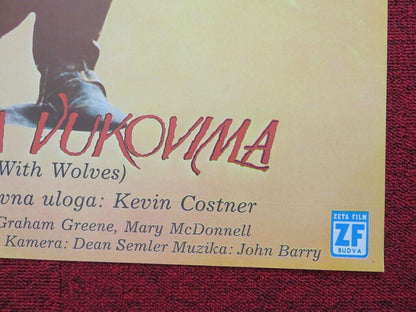 VUKOVIMA
With Wolves)
vna uloga: Kevin Costner
Graham Greene, Mary McDonnell
Kamera: Dean Semler Muzika: John Barry
ZETA FILM
ZF
BUDVA